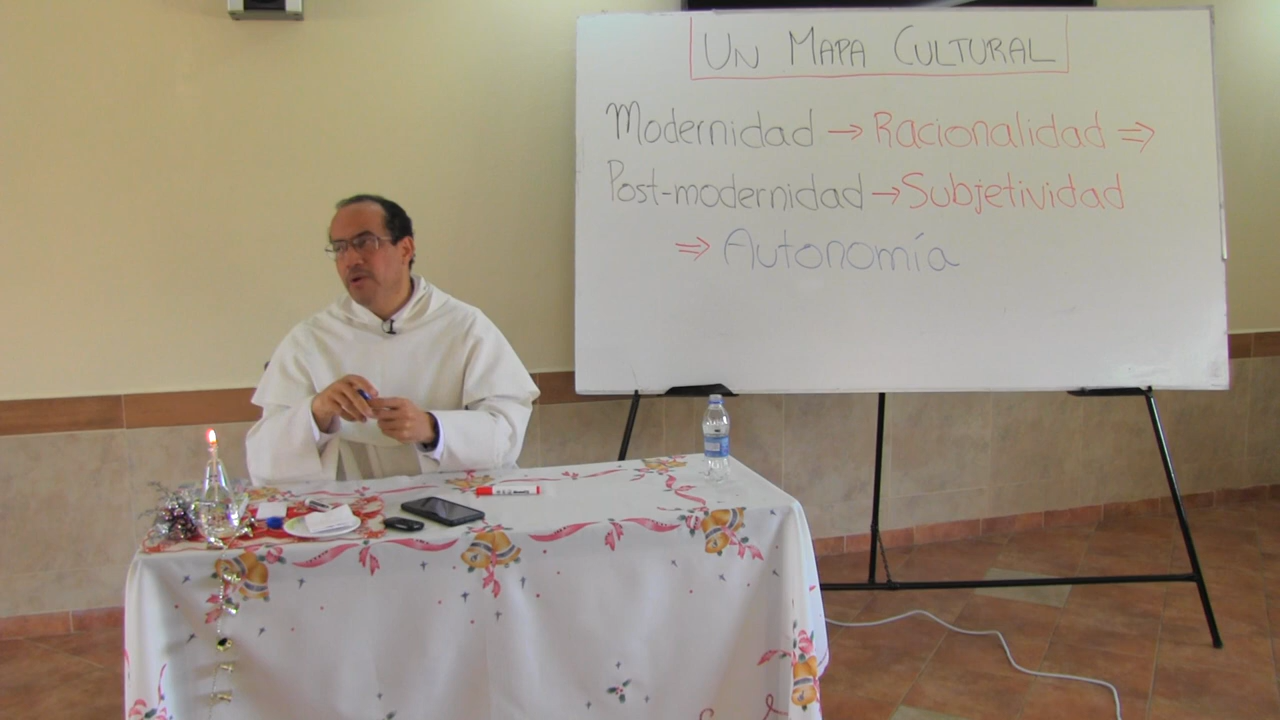 UN MAPA CULTURAL
Modernidad → Racionalidad ⇒
Post-modernidad → Subjetividad
⇒ Autonomía